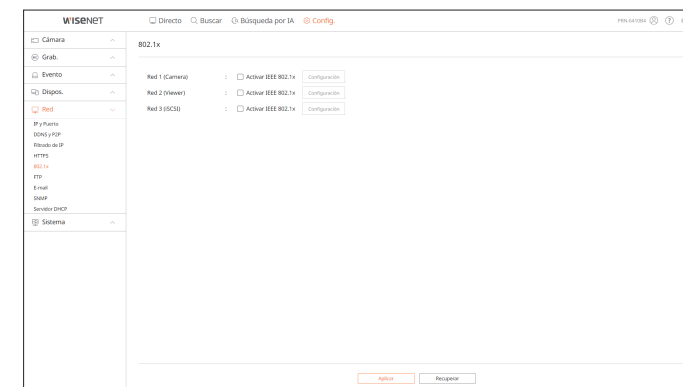 WISENET
Directo Buscar Búsqueda por IA Config.
Cámara
Grab.
Evento
Dispos.
Red
IP y Puerto
DDNS y P2P
Filtrado de IP
HTTPS
802.1x
FTP
E-mail
SNMP
Servidor DHCP
Sistema
802.1x
Red 1 (Camera) : Activar IEEE 802.1x Configuración
Red 2 (Viewer) : Activar IEEE 802.1x Configuración
Red 3 (iSCSI) : Activar IEEE 802.1x Configuración
Aplicar Recuperar